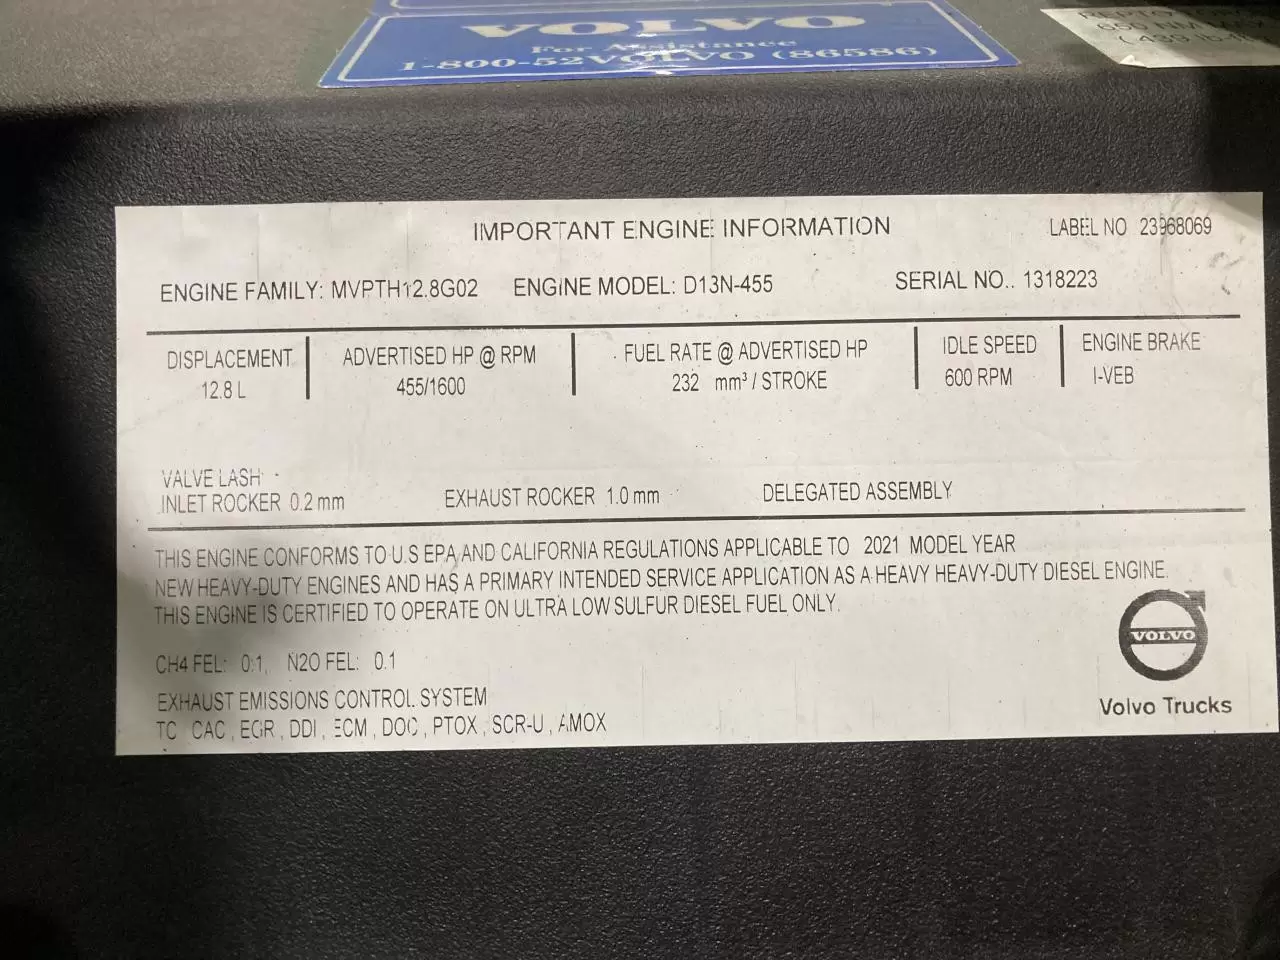 VOLVO
For Assistance
1-800-52VOLVO (86586)
IMPORTANT ENGINE INFORMATION LABEL NO 23968069
ENGINE FAMILY: MVPTH12.8G02 ENGINE MODEL: D13N-455 SERIAL NO.. 1318223
DISPLACEMENT ADVERTISED HP @ RPM FUEL RATE @ ADVERTISED HP IDLE SPEED ENGINE BRAKE
12.8 L 455/1600 232 mm³ / STROKE 600 RPM I-VEB
VALVE LASH
INLET ROCKER 0.2 mm EXHAUST ROCKER 1.0 mm DELEGATED ASSEMBLY
THIS ENGINE CONFORMS TO U.S EPA AND CALIFORNIA REGULATIONS APPLICABLE TO 2021 MODEL YEAR
NEW HEAVY-DUTY ENGINES AND HAS A PRIMARY INTENDED SERVICE APPLICATION AS A HEAVY HEAVY-DUTY DIESEL ENGINE.
THIS ENGINE IS CERTIFIED TO OPERATE ON ULTRA LOW SULFUR DIESEL FUEL ONLY.
CH4 FEL: 0.1, N2O FEL: 0.1
EXHAUST EMISSIONS CONTROL SYSTEM
TC CAC, EGR, DDI, ECM, DOC, PTOX, SCR-U, AMOX
VOLVO
Volvo Trucks